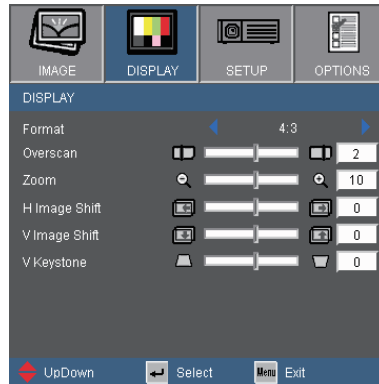 IMAGE DISPLAY SETUP OPTIONS
DISPLAY
Format 4:3
Overscan 2
Zoom 10
H Image Shift 0
V Image Shift 0
V Keystone 0
UpDown Select Menu Exit